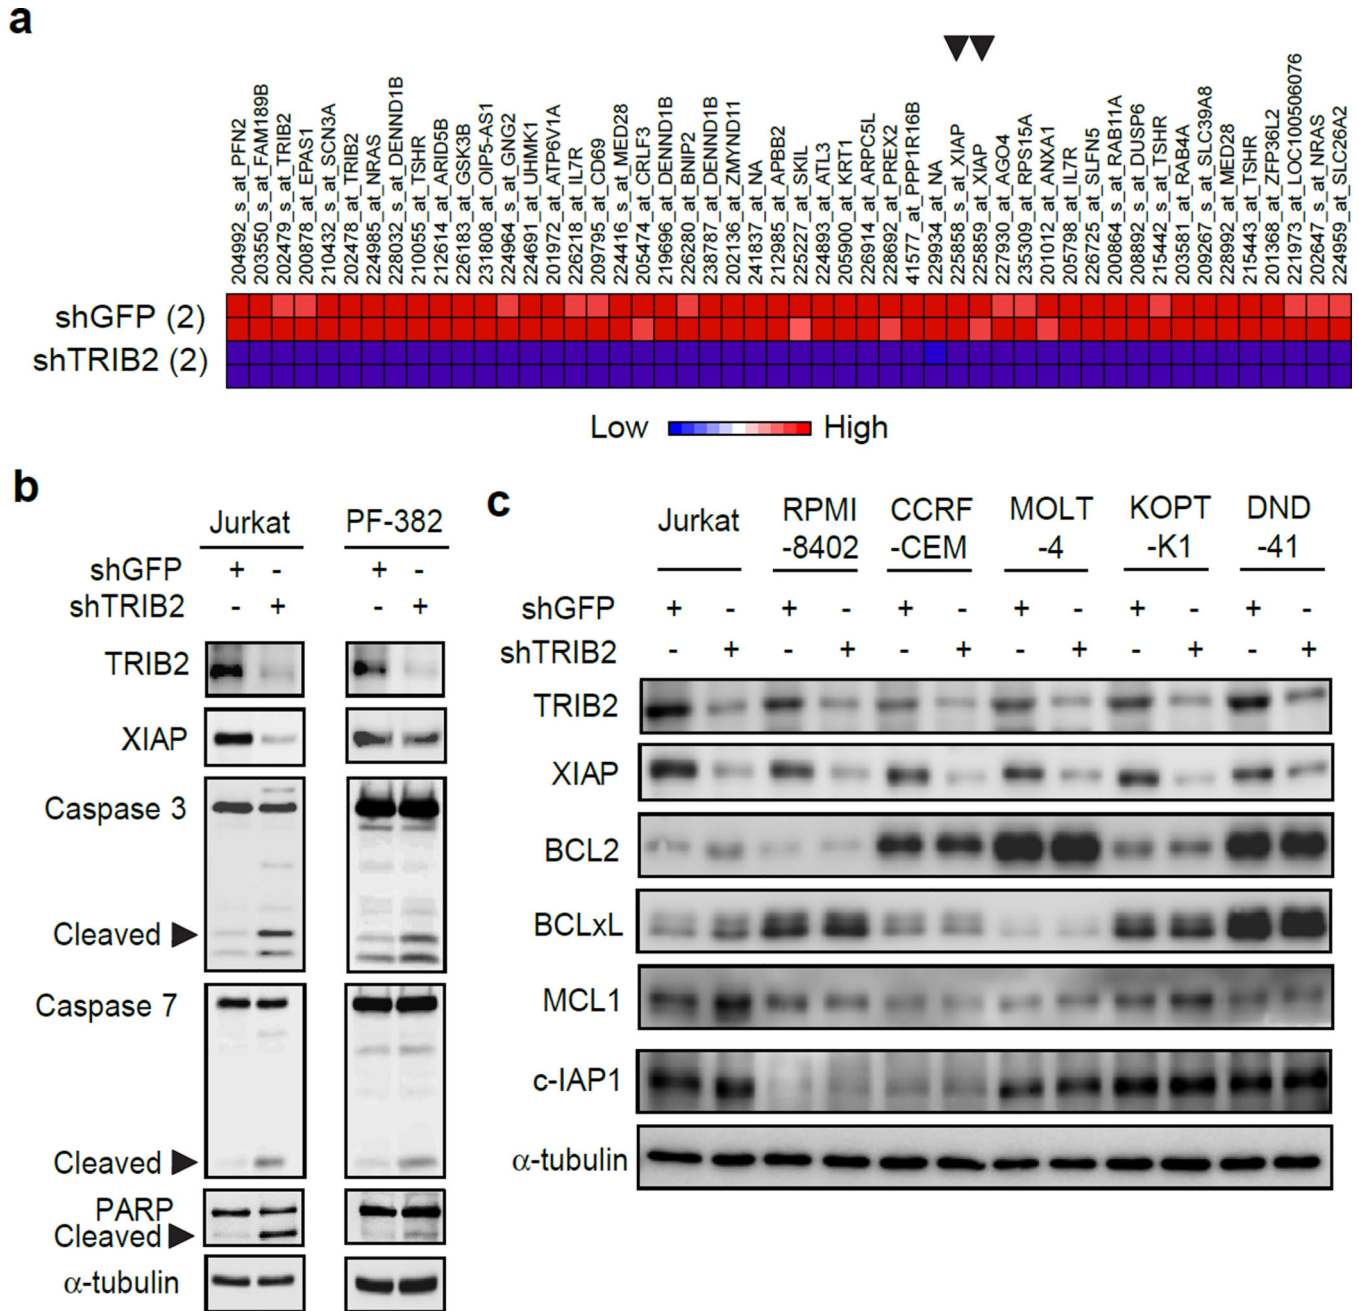 a
204992_s_at_PFN2
203550_s_at_FAM189B
202479_s_at_TRIB2
200878_at_EPAS1
210432_s_at_SCN3A
202478_at_TRIB2
224985_at_NRAS
228032_s_at_DENND1B
210055_at_TSHR
212614_at_ARID5B
226183_at_GSK3B
231808_at_OIP5-AS1
224964_s_at_GNG2
224691_at_UHMK1
201972_at_ATP6V1A
226218_at_IL7R
209795_at_CD69
224416_s_at_MED28
205474_at_CRLF3
219696_at_DENND1B
226280_at_BNIP2
238787_at_DENND1B
202136_at_ZMYND11
241837_at_NA
212985_at_APBB2
225227_at_SKIL
224893_at_ATL3
205900_at_KRT1
226914_at_ARPC5L
228692_at_PREX2
41577_at_PPP1R16B
229934_at_NA
225858_s_at_XIAP
225859_at_XIAP
227930_at_AGO4
235309_at_RPS15A
201012_at_ANXA1
205798_at_IL7R
226725_at_SLFN5
200864_s_at_RAB11A
208892_s_at_DUSP6
215442_s_at_TSHR
203581_at_RAB4A
209267_s_at_SLC39A8
228992_at_MED28
215443_at_TSHR
201368_at_ZFP36L2
221973_at_LOC100506076
202647_s_at_NRAS
224959_at_SLC26A2
shGFP (2)
shTRIB2 (2)
Low High
b
Jurkat PF-382
shGFP + - + -
shTRIB2 - + - +
TRIB2
XIAP
Caspase 3
Cleaved
Caspase 7
Cleaved
PARP
Cleaved
α-tubulin
c
Jurkat RPMI -8402 CCRF -CEM MOLT -4 KOPT -K1 DND -41
shGFP + - + - + - + - + - + -
shTRIB2 - + - + - + - + - + - +
TRIB2
XIAP
BCL2
BCLxL
MCL1
c-IAP1
α-tubulin